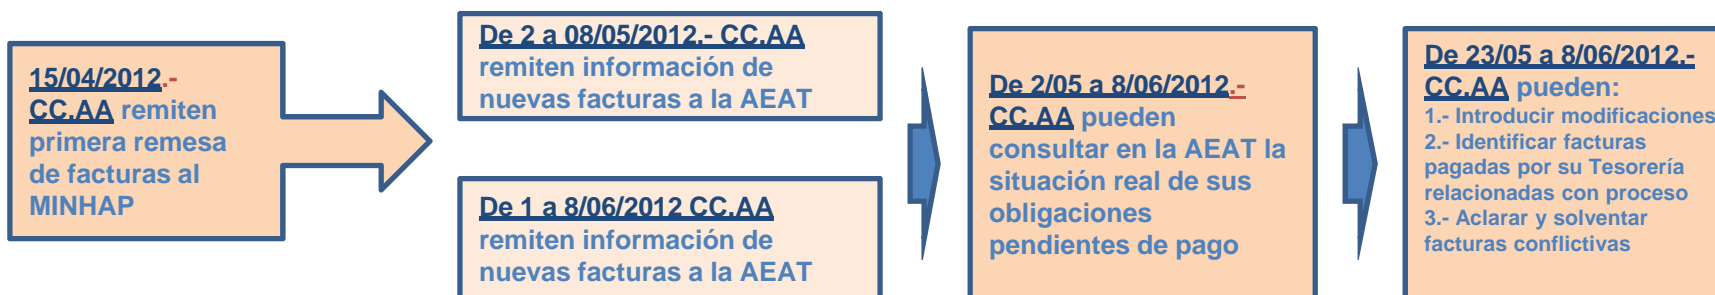 15/04/2012.-
CC.AA remiten
primera remesa
de facturas al
MINHAP
De 2 a 08/05/2012.- CC.AA
remiten información de
nuevas facturas a la AEAT
De 1 a 8/06/2012 CC.AA
remiten información de
nuevas facturas a la AEAT
De 2/05 a 8/06/2012.-
CC.AA pueden
consultar en la AEAT la
situación real de sus
obligaciones
pendientes de pago
De 23/05 a 8/06/2012.-
CC.AA pueden:
1.- Introducir modificaciones
2.- Identificar facturas
pagadas por su Tesorería
relacionadas con proceso
3.- Aclarar y solventar
facturas conflictivas